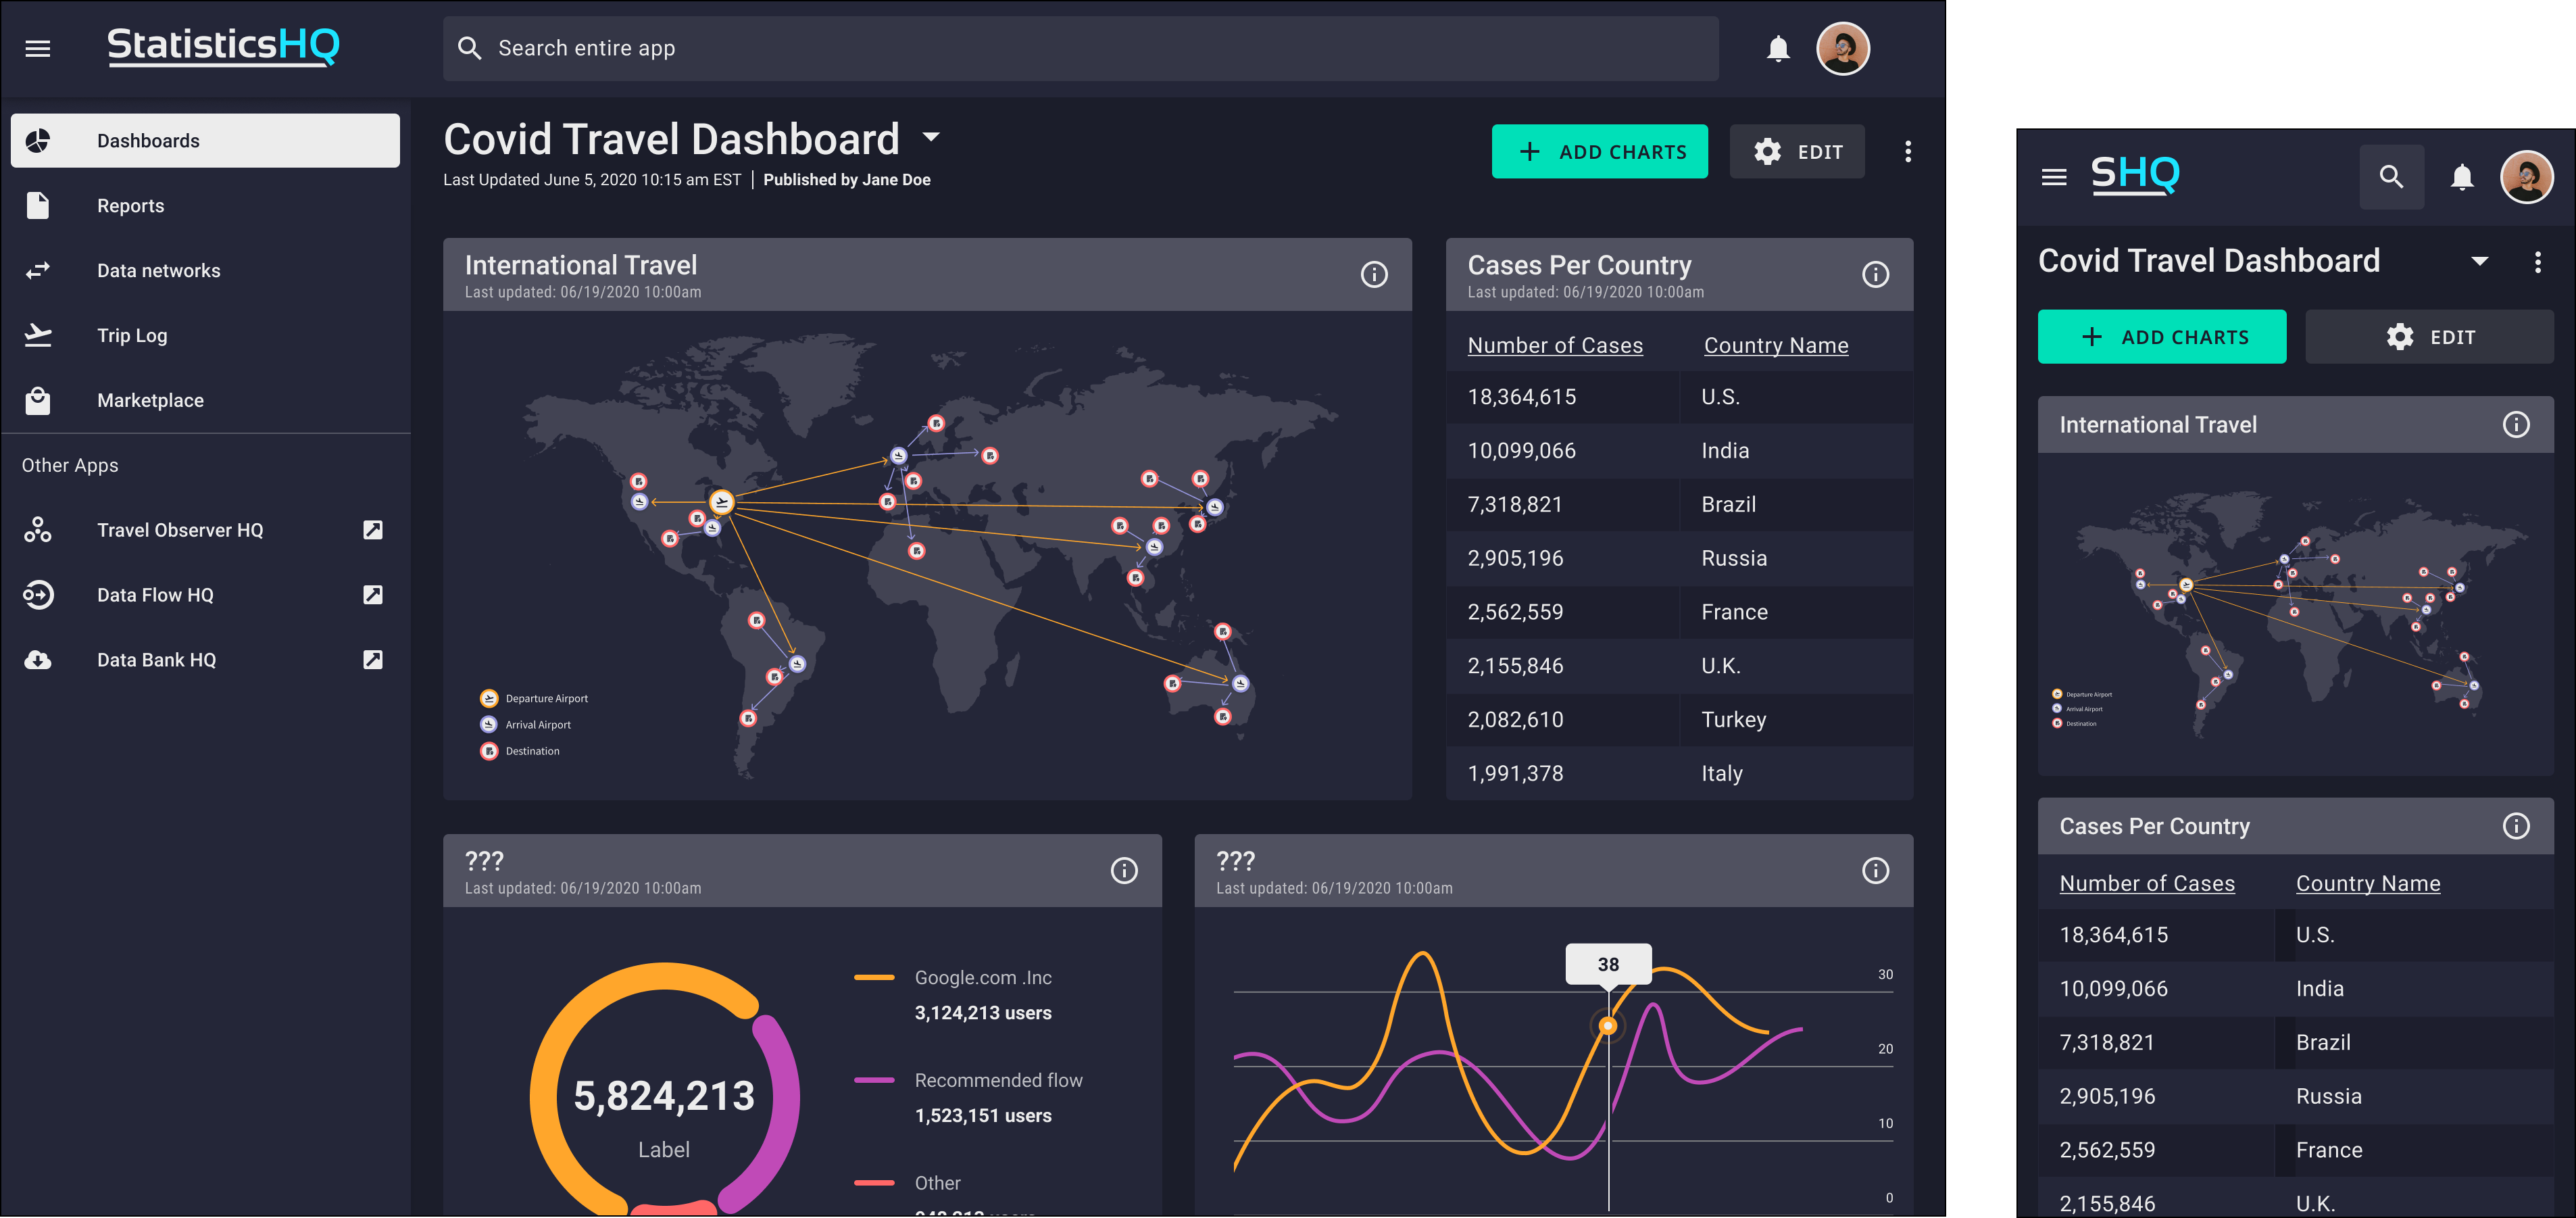 StatisticsHQ
Search entire app
Dashboards
Reports
Data networks
Trip Log
Marketplace
Other Apps
Travel Observer HQ
Data Flow HQ
Data Bank HQ
Covid Travel Dashboard
Last Updated June 5, 2020 10:15 am EST | Published by Jane Doe
+ ADD CHARTS
EDIT
International Travel
Last updated: 06/19/2020 10:00am
Departure Airport
Arrival Airport
Destination
Cases Per Country
Last updated: 06/19/2020 10:00am
Number of Cases Country Name
18,364,615 U.S.
10,099,066 India
7,318,821 Brazil
2,905,196 Russia
2,562,559 France
2,155,846 U.K.
2,082,610 Turkey
1,991,378 Italy
???
Last updated: 06/19/2020 10:00am
5,824,213
Label
Google.com .Inc
3,124,213 users
Recommended flow
1,523,151 users
Other
???
Last updated: 06/19/2020 10:00am
38
30
20
10
0
SHQ
Covid Travel Dashboard
+ ADD CHARTS
EDIT
International Travel
Departure Airport
Arrival Airport
Destination
Cases Per Country
Number of Cases Country Name
18,364,615 U.S.
10,099,066 India
7,318,821 Brazil
2,905,196 Russia
2,562,559 France
2,155,846 U.K.